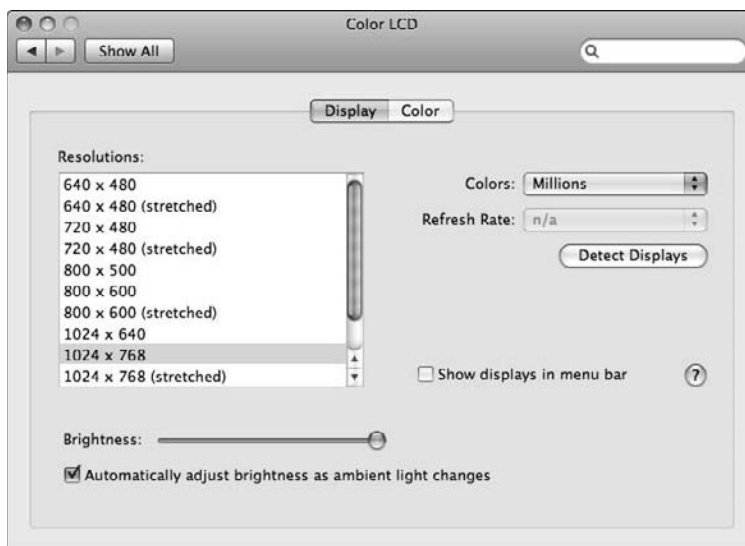 Color LCD
Show All
Display Color
Resolutions:
640 x 480
640 x 480 (stretched)
720 x 480
720 x 480 (stretched)
800 x 500
800 x 600
800 x 600 (stretched)
1024 x 640
1024 x 768
1024 x 768 (stretched)
Colors: Millions
Refresh Rate: n/a
Detect Displays
Show displays in menu bar ?
Brightness:
Automatically adjust brightness as ambient light changes